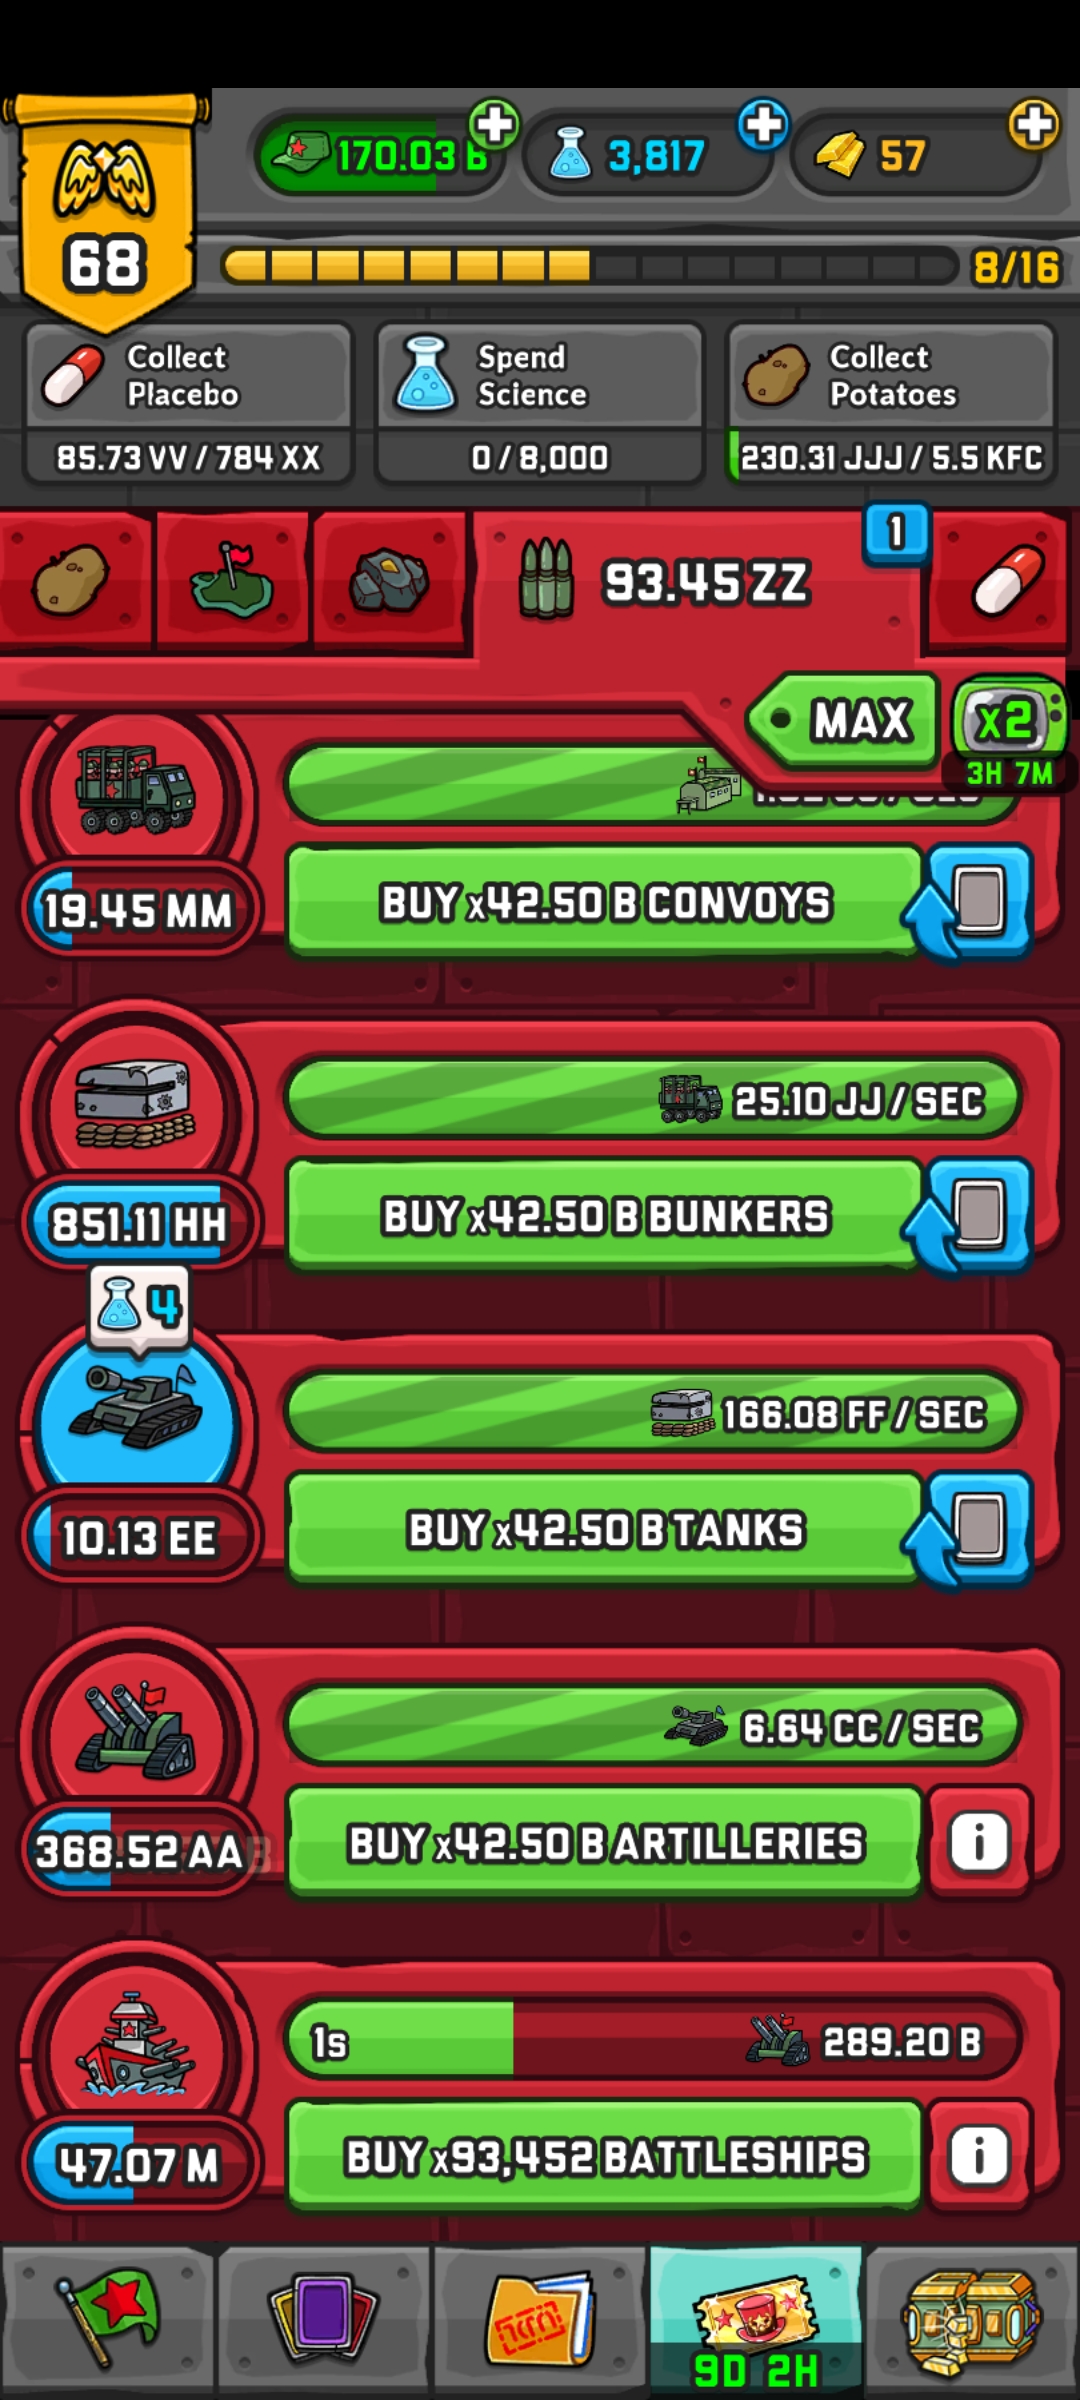 170.03 B
3,817
57
68
8/16
Collect Placebo
85.73 VV / 784 XX
Spend Science
0 / 8,000
Collect Potatoes
230.31 JJJ / 5.5 KFC
93.45 ZZ
1
MAX
x2
3H 7M
19.45 MM
BUY x42.50 B CONVOYS
25.10 JJ / SEC
851.11 HH
BUY x42.50 B BUNKERS
4
166.08 FF / SEC
10.13 EE
BUY x42.50 B TANKS
6.64 CC / SEC
368.52 AA
BUY x42.50 B ARTILLERIES
i
1s
289.20 B
47.07 M
BUY x93,452 BATTLESHIPS
i
9D 2H